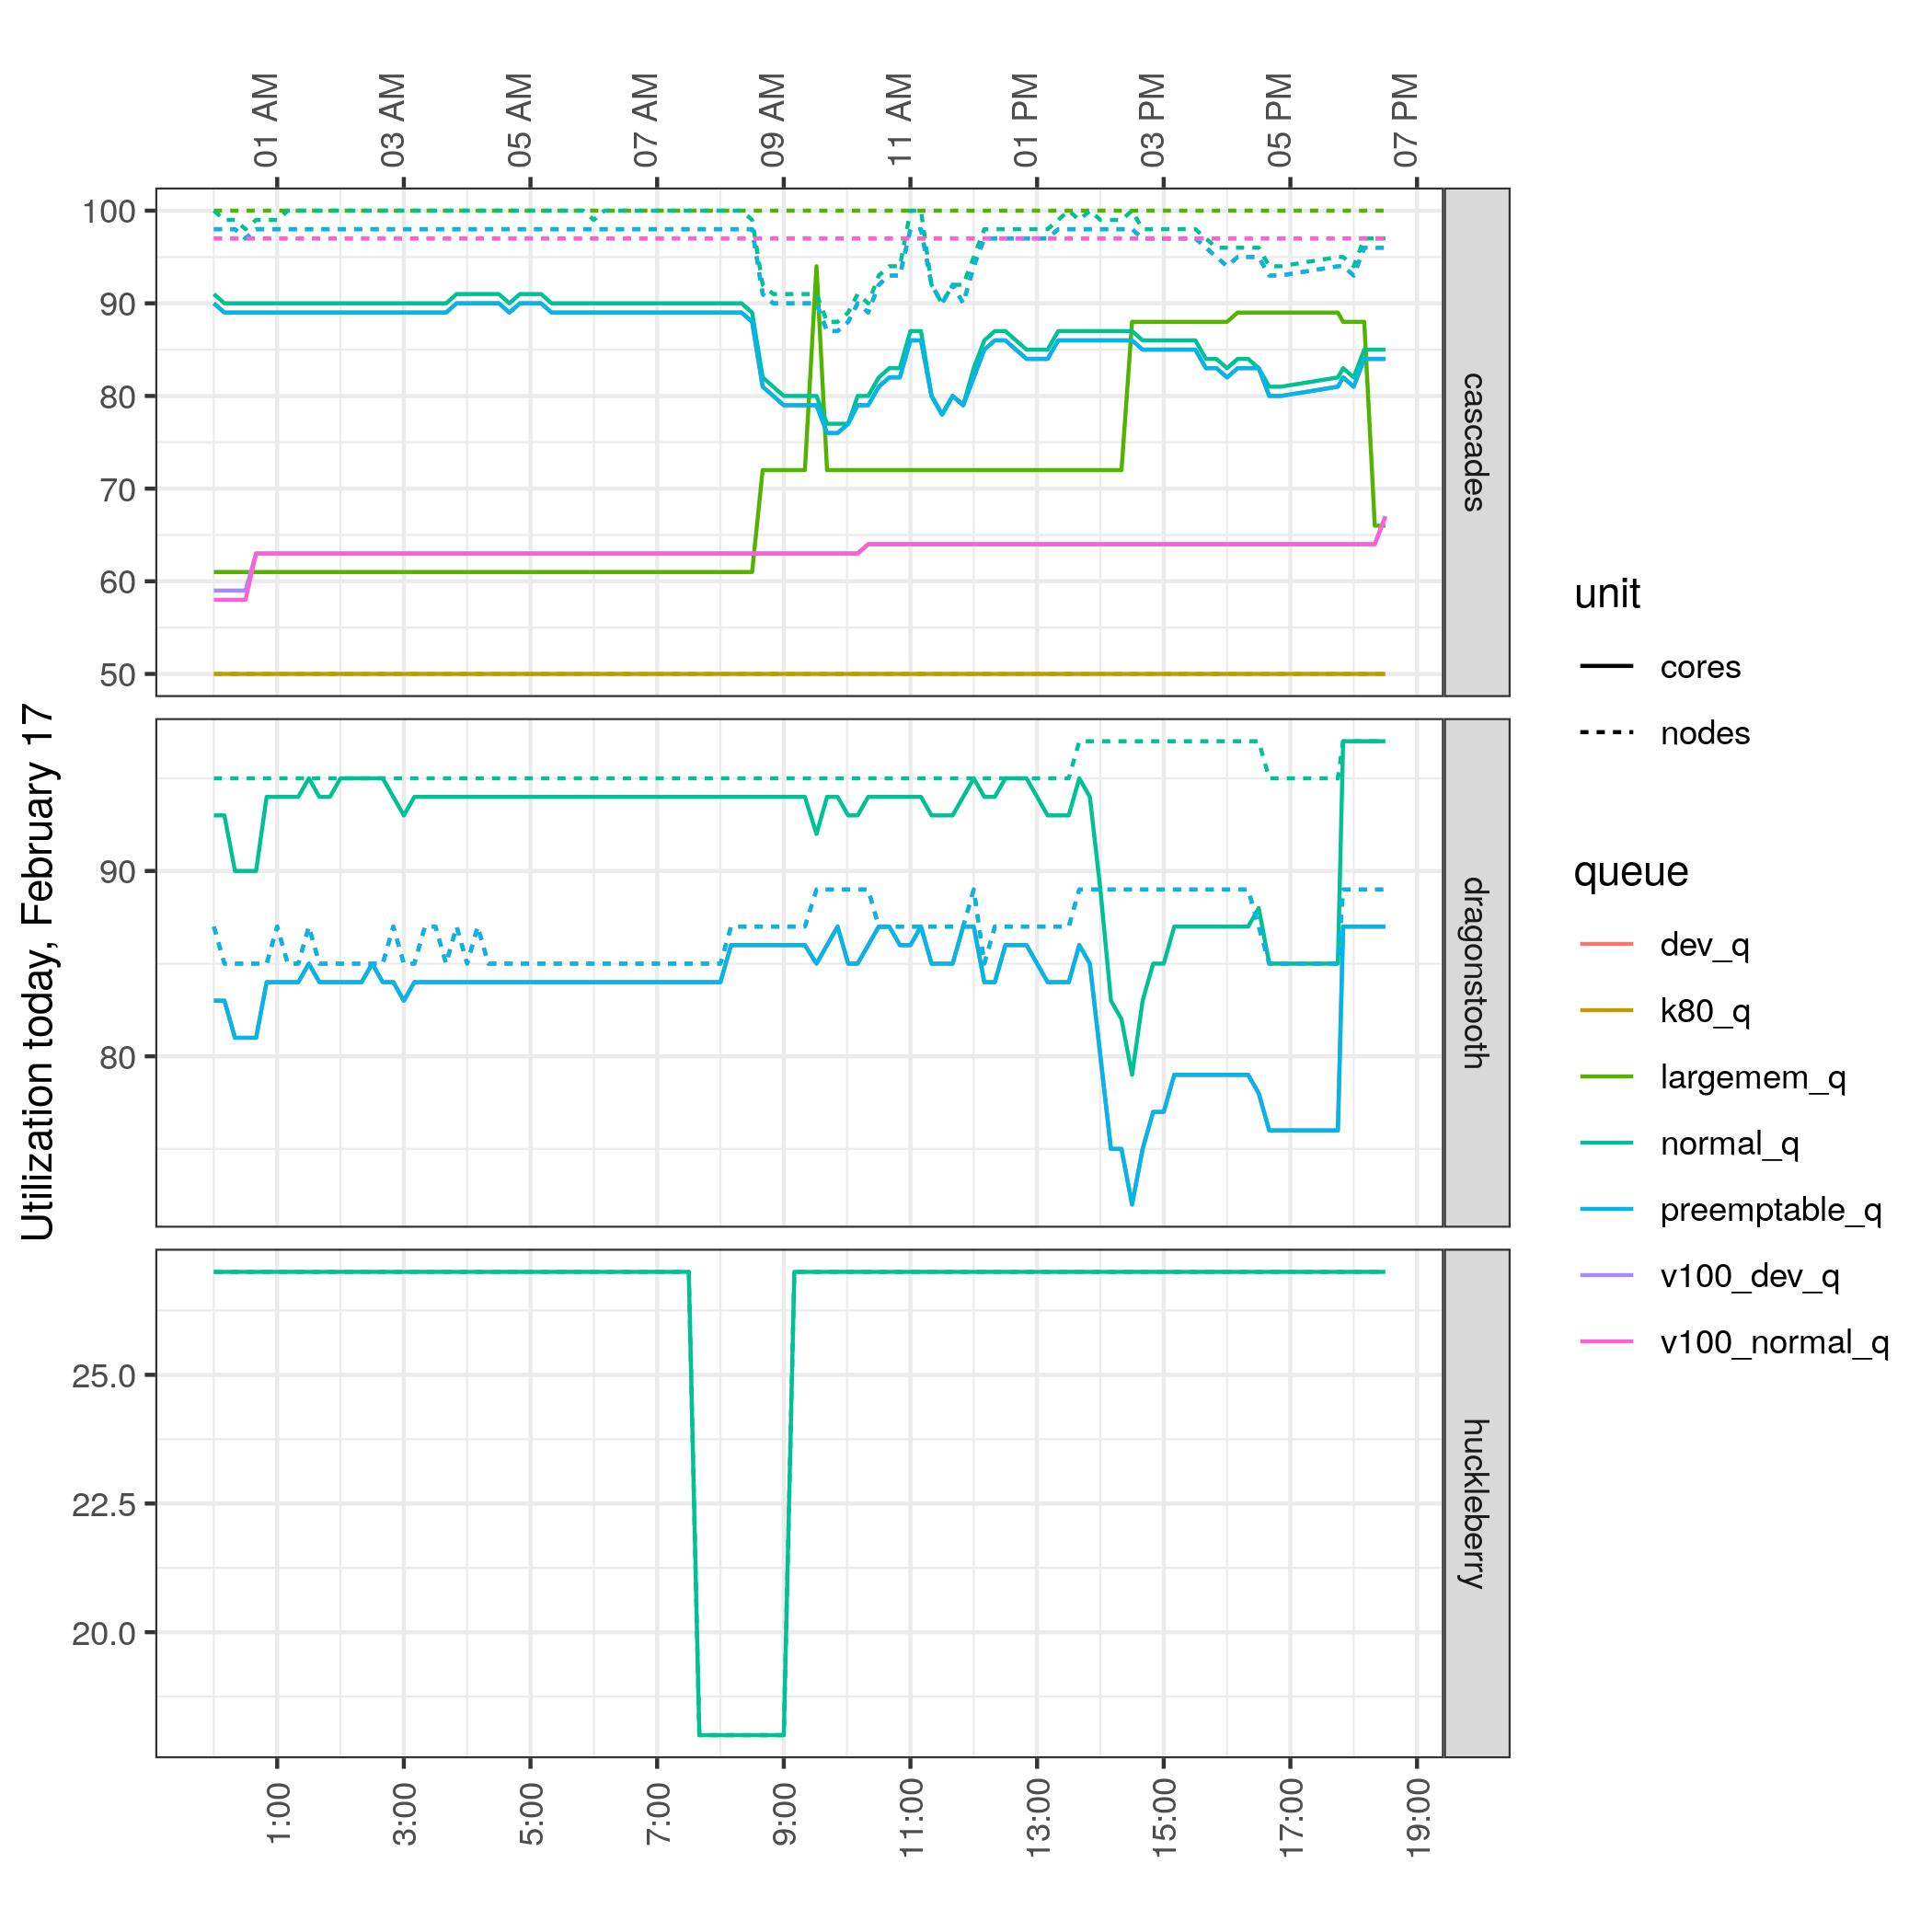 01 AM
03 AM
05 AM
07 AM
09 AM
11 AM
01 PM
03 PM
05 PM
07 PM
100
90
80
70
60
50
cascades
90
80
dragonstooth
25.0
22.5
20.0
huckleberry
1:00
3:00
5:00
7:00
9:00
11:00
13:00
15:00
17:00
19:00
Utilization today, February 17
unit
cores
nodes
queue
dev_q
k80_q
largemem_q
normal_q
preemptable_q
v100_dev_q
v100_normal_q